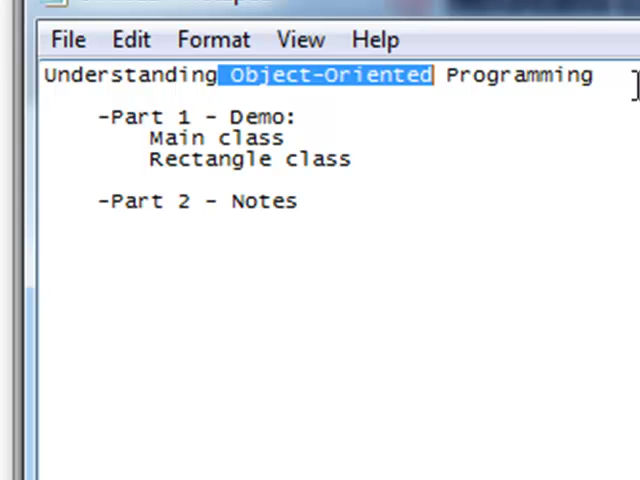 File Edit Format View Help
Understanding Object-Oriented Programming
-Part 1 - Demo:
Main class
Rectangle class
-Part 2 - Notes